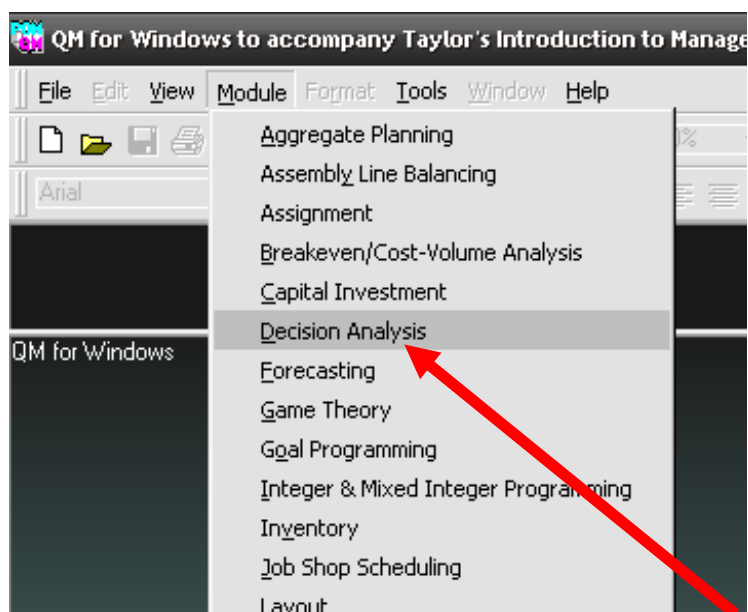 QM for Windows to accompany Taylor's Introduction to Manage
File Edit View Module Format Tools Window Help
Arial
Aggregate Planning
Assembly Line Balancing
Assignment
Breakeven/Cost-Volume Analysis
Capital Investment
Decision Analysis
QM for Windows
Forecasting
Game Theory
Goal Programming
Integer & Mixed Integer Programming
Inventory
Job Shop Scheduling
Layout